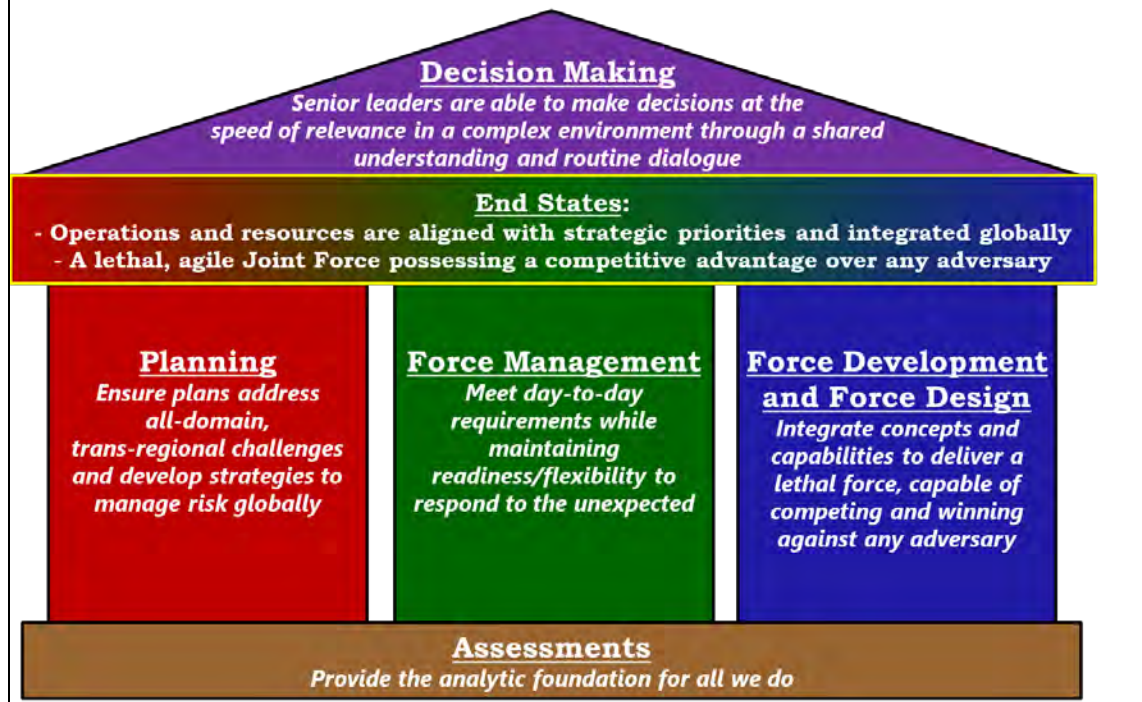 Decision Making
Senior leaders are able to make decisions at the
speed of relevance in a complex environment through a shared
understanding and routine dialogue
End States:
- Operations and resources are aligned with strategic priorities and integrated globally
- A lethal, agile Joint Force possessing a competitive advantage over any adversary
Planning
Ensure plans address
all-domain,
trans-regional challenges
and develop strategies to
manage risk globally
Force Management
Meet day-to-day
requirements while
maintaining
readiness/flexibility to
respond to the unexpected
Force Development
and Force Design
Integrate concepts and
capabilities to deliver a
lethal force, capable of
competing and winning
against any adversary
Assessments
Provide the analytic foundation for all we do